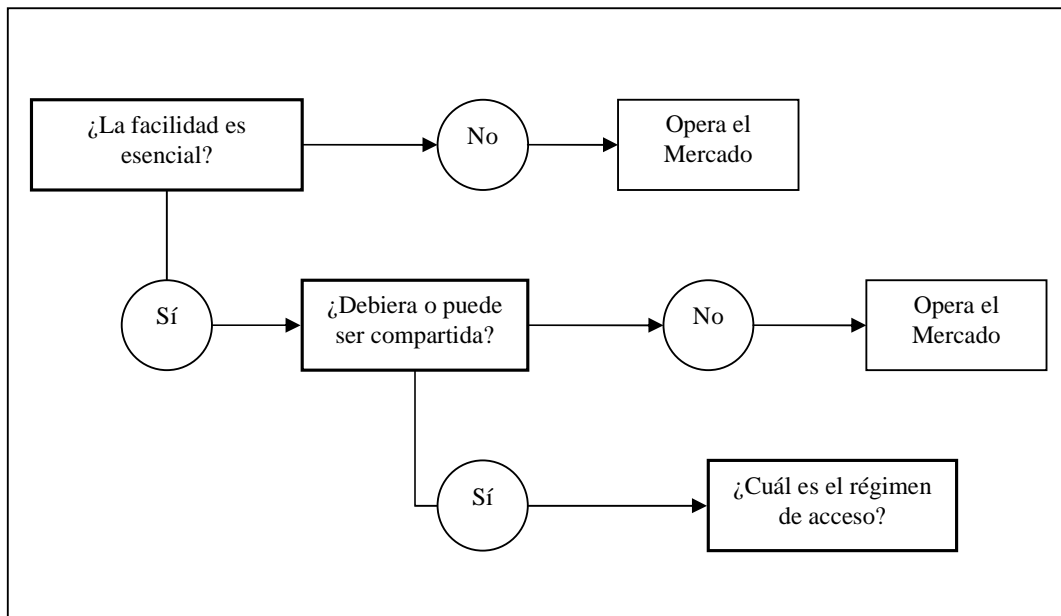 ¿La facilidad es
esencial?
No
Opera el
Mercado
Sí
¿Debiera o puede
ser compartida?
No
Opera el
Mercado
Sí
¿Cuál es el régimen
de acceso?